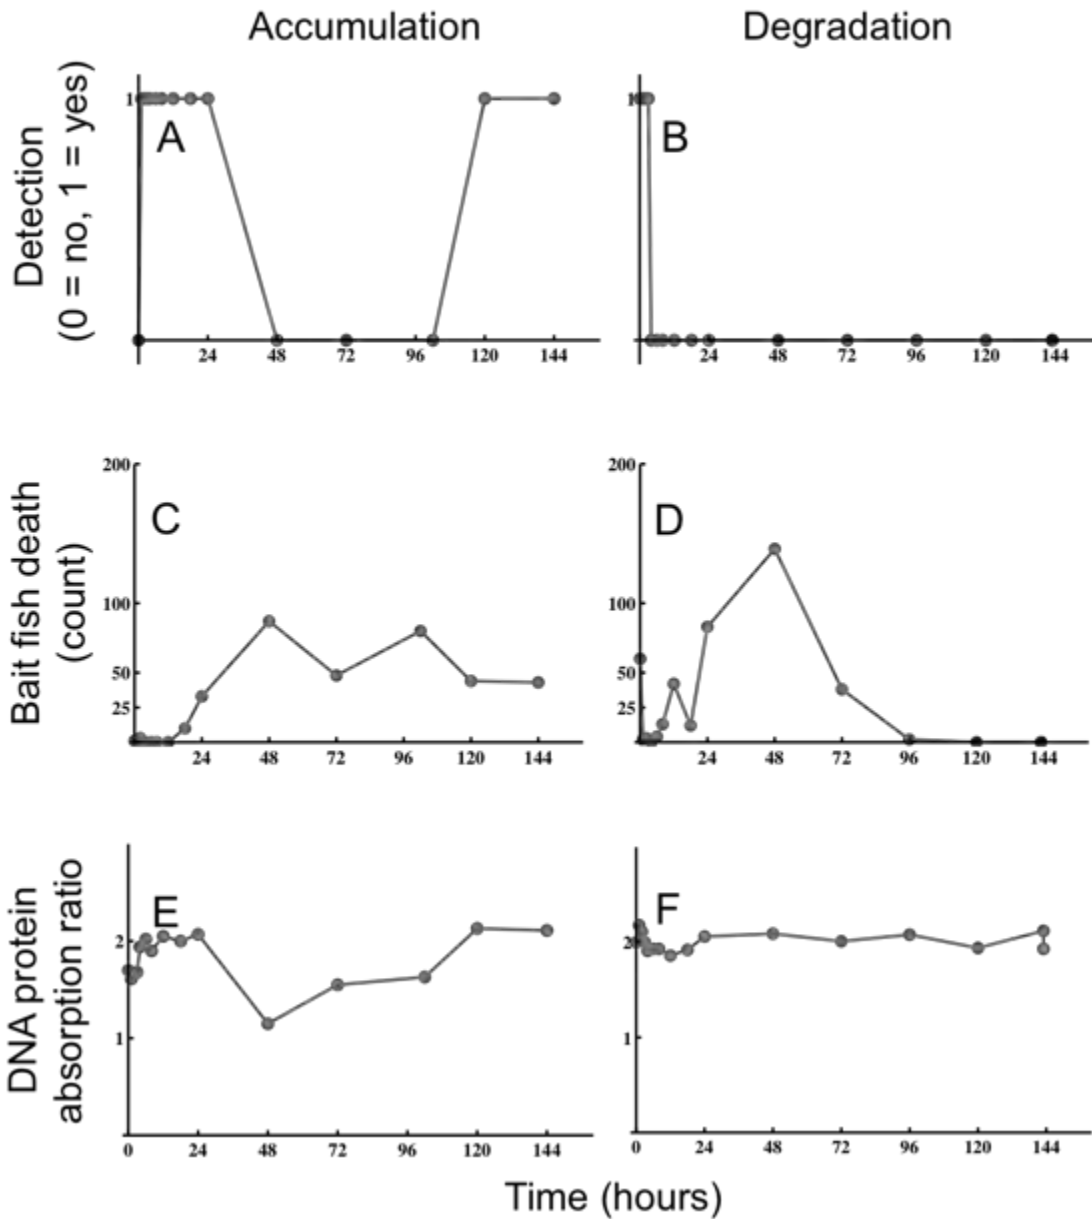 Accumulation Degradation
Detection
(0 = no, 1 = yes)
1 A
24 48 72 96 120 144
1 B
24 48 72 96 120 144
Bait fish death
(count)
200
C
100
50
25
24 48 72 96 120 144
200
D
100
50
25
24 48 72 96 120 144
DNA protein
absorption ratio
E
2
1
0 24 48 72 96 120 144
F
2
1
0 24 48 72 96 120 144
Time (hours)